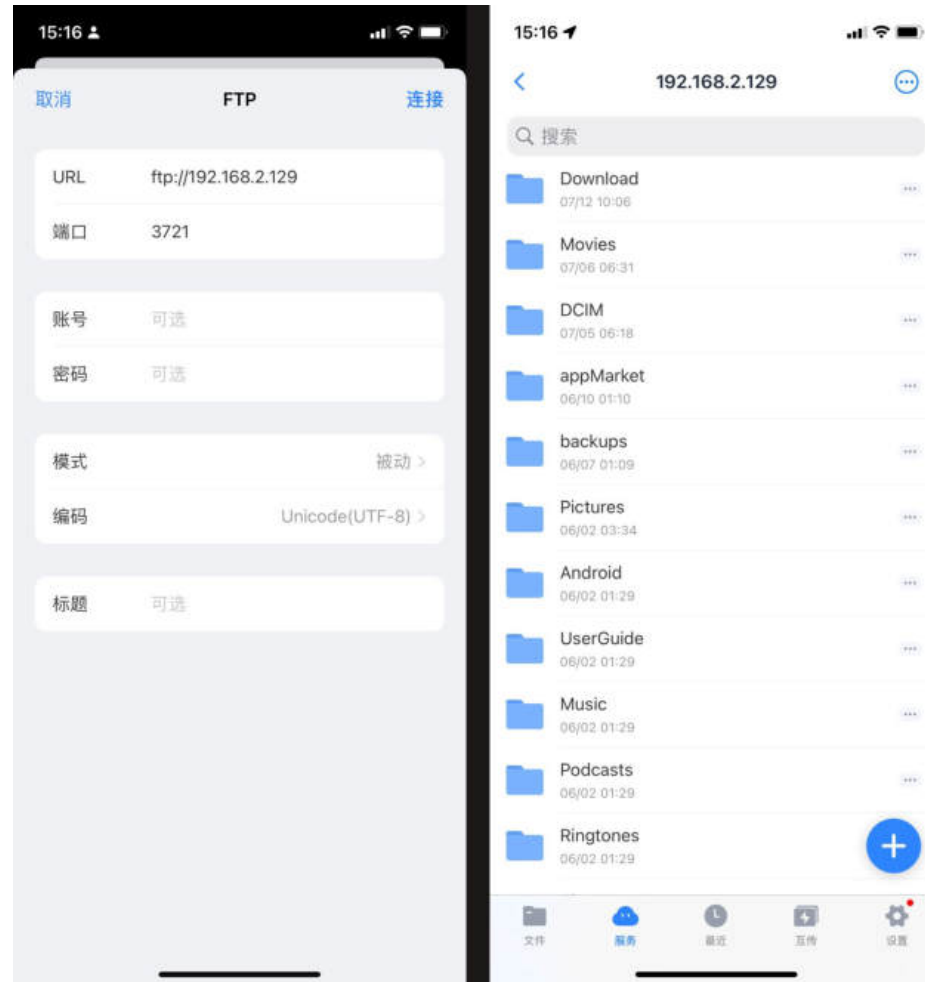 15:16
取消
FTP
连接
URL
ftp://192.168.2.129
端口
3721
账号
可选
密码
可选
模式
被动
编码
Unicode(UTF-8)
标题
可选
15:16
192.168.2.129
搜索
Download
07/12 10:06
Movies
07/06 06:31
DCIM
07/05 06:18
appMarket
06/10 01:10
backups
06/07 01:09
Pictures
06/02 03:34
Android
06/02 01:29
UserGuide
06/02 01:29
Music
06/02 01:29
Podcasts
06/02 01:29
Ringtones
06/02 01:29
文件
服务
最近
互传
设置